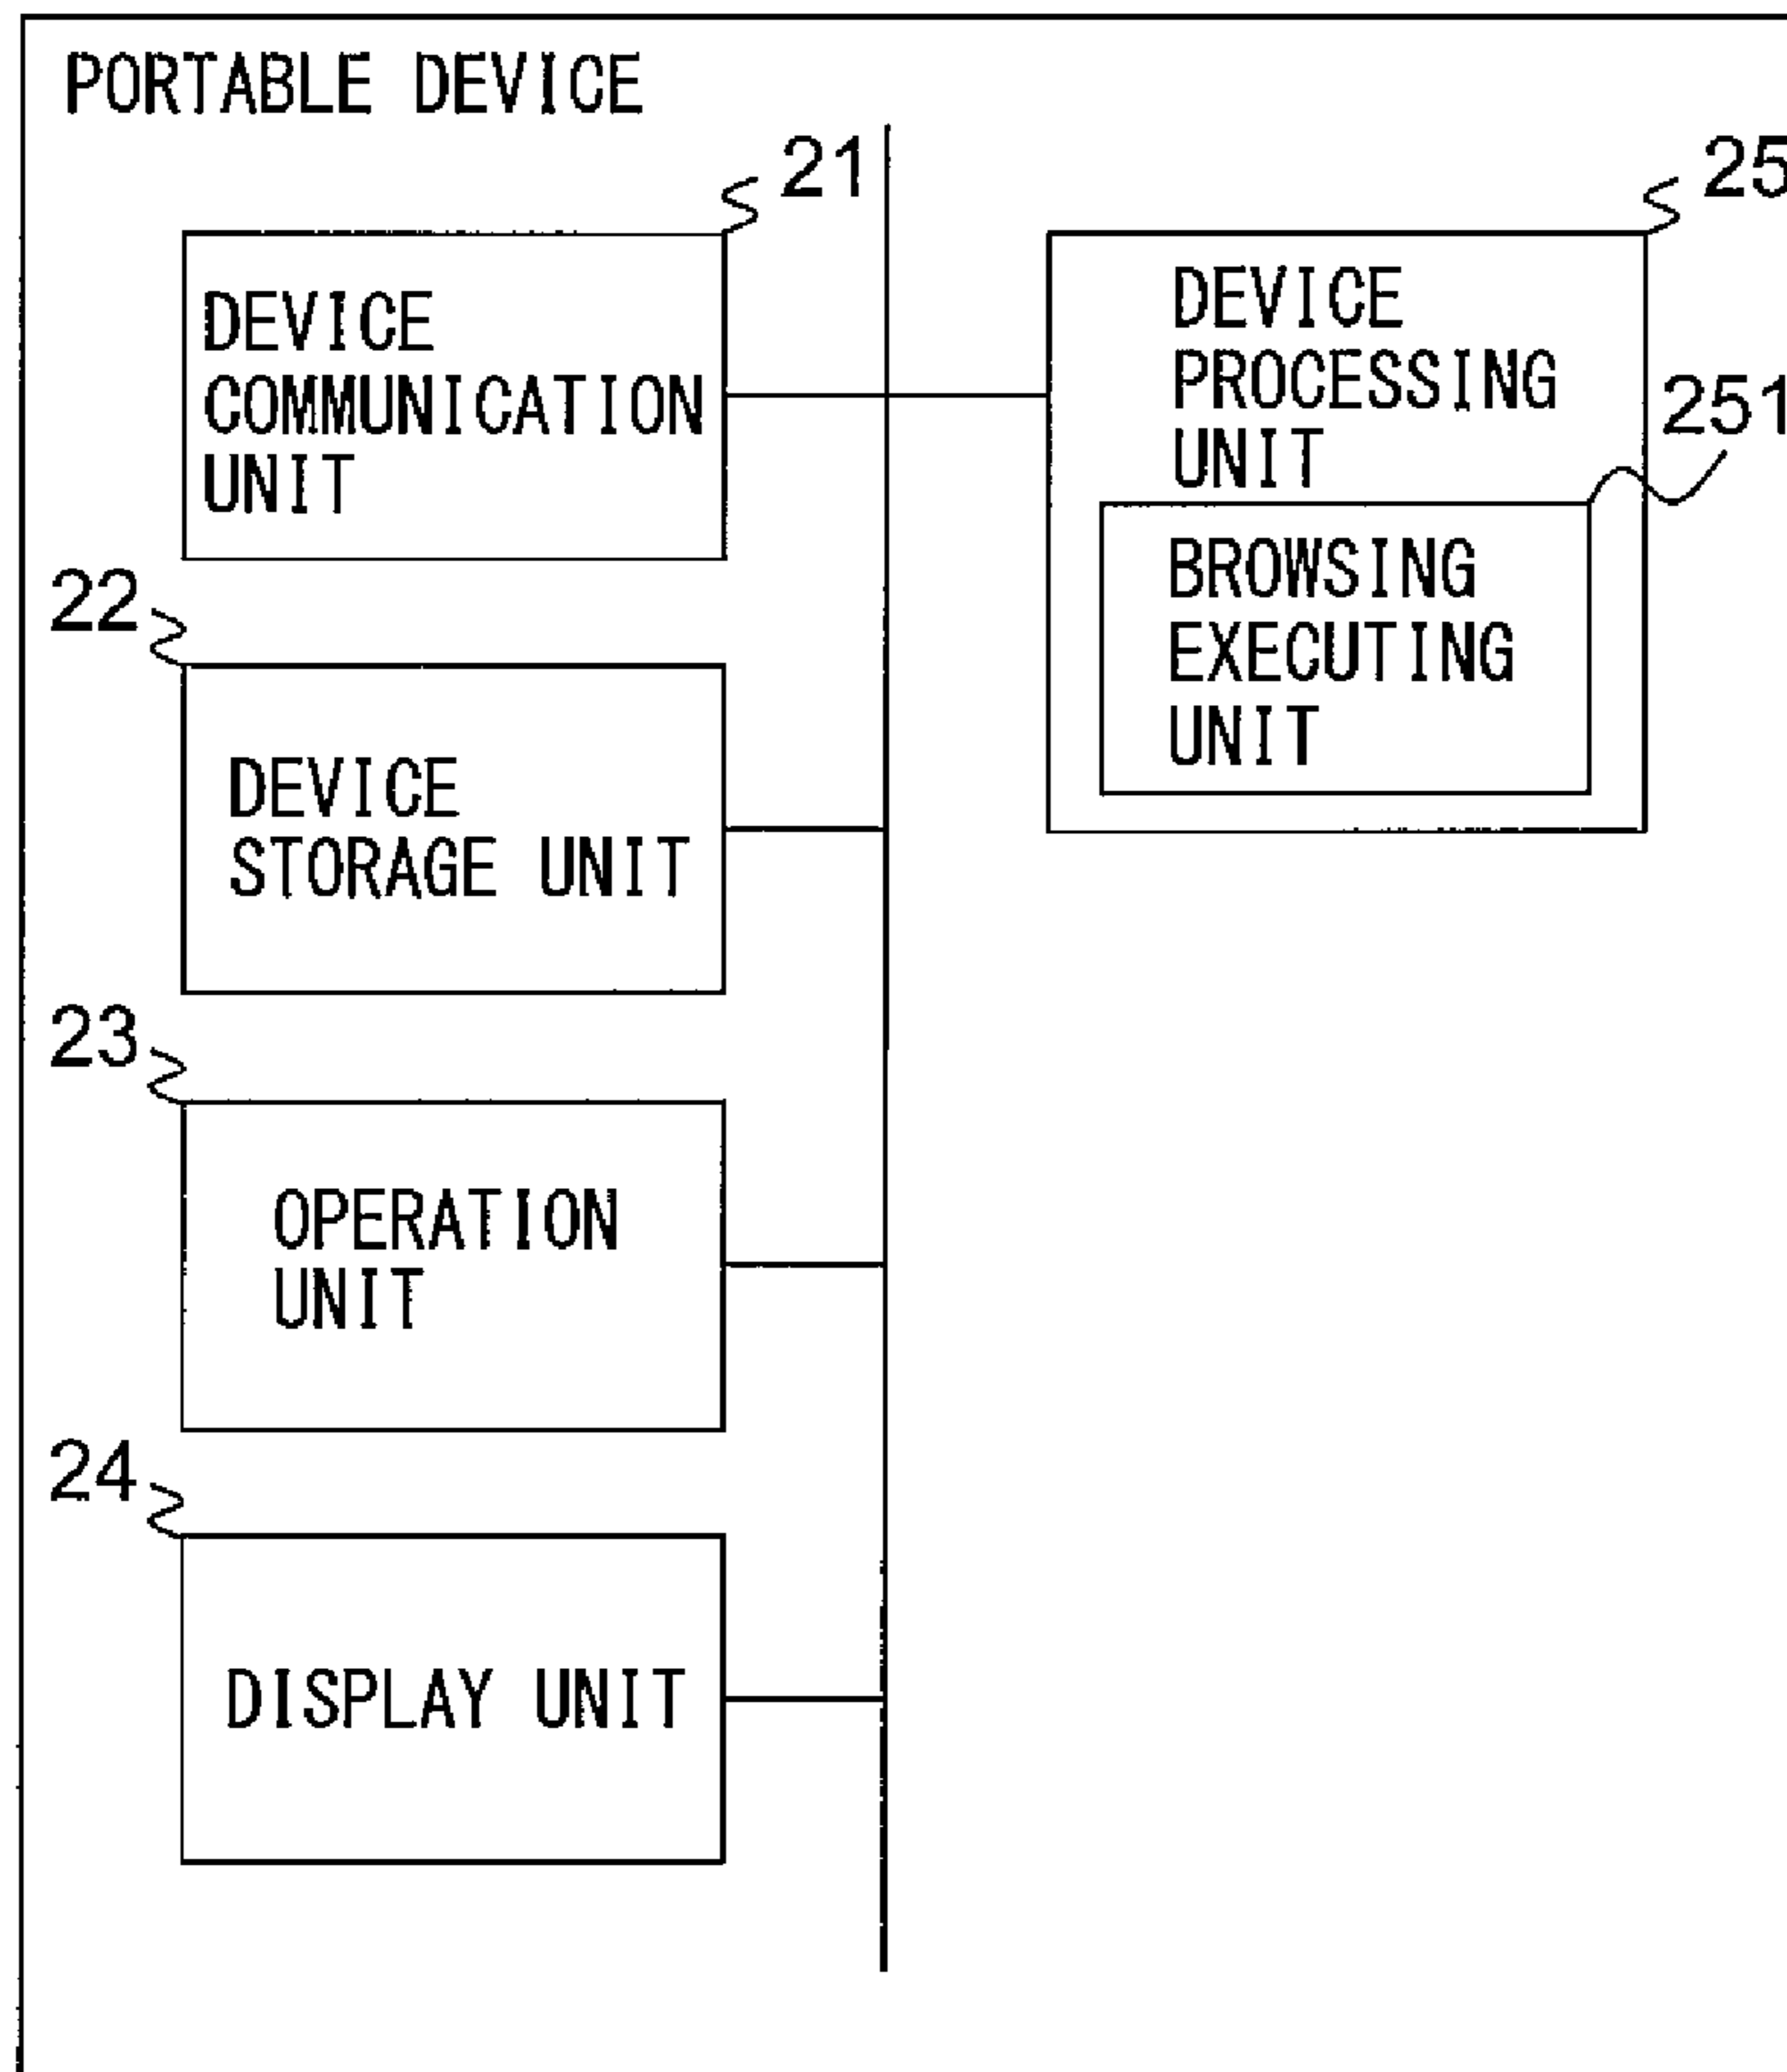 PORTABLE DEVICE
21
DEVICE
COMMUNICATION
UNIT
22
DEVICE
STORAGE UNIT
23
OPERATION
UNIT
24
DISPLAY UNIT
25
DEVICE
PROCESSING
UNIT
251
BROWSING
EXECUTING
UNIT